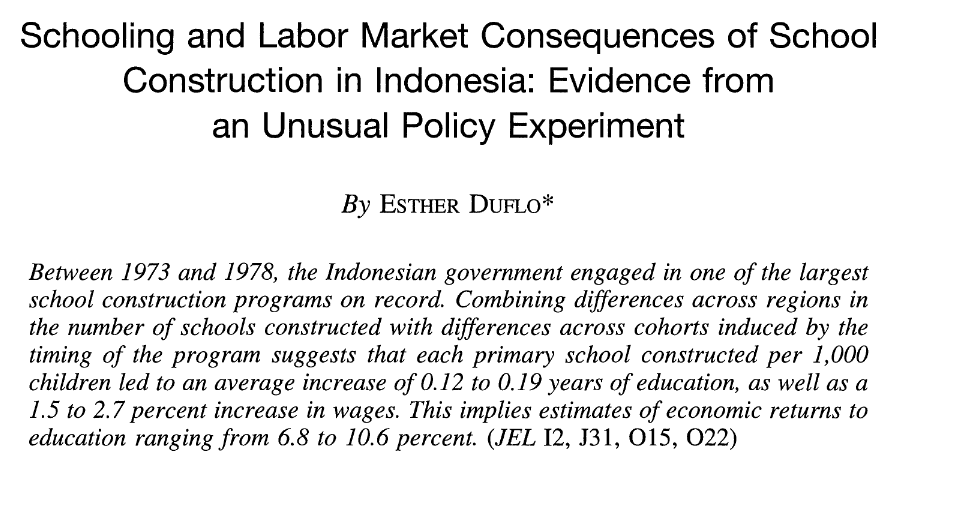 Schooling and Labor Market Consequences of School
Construction in Indonesia: Evidence from
an Unusual Policy Experiment
By ESTHER DUFLO*
Between 1973 and 1978, the Indonesian government engaged in one of the largest
school construction programs on record. Combining differences across regions in
the number of schools constructed with differences across cohorts induced by the
timing of the program suggests that each primary school constructed per 1,000
children led to an average increase of 0.12 to 0.19 years of education, as well as a
1.5 to 2.7 percent increase in wages. This implies estimates of economic returns to
education ranging from 6.8 to 10.6 percent. (JEL I2, J31, O15, O22)